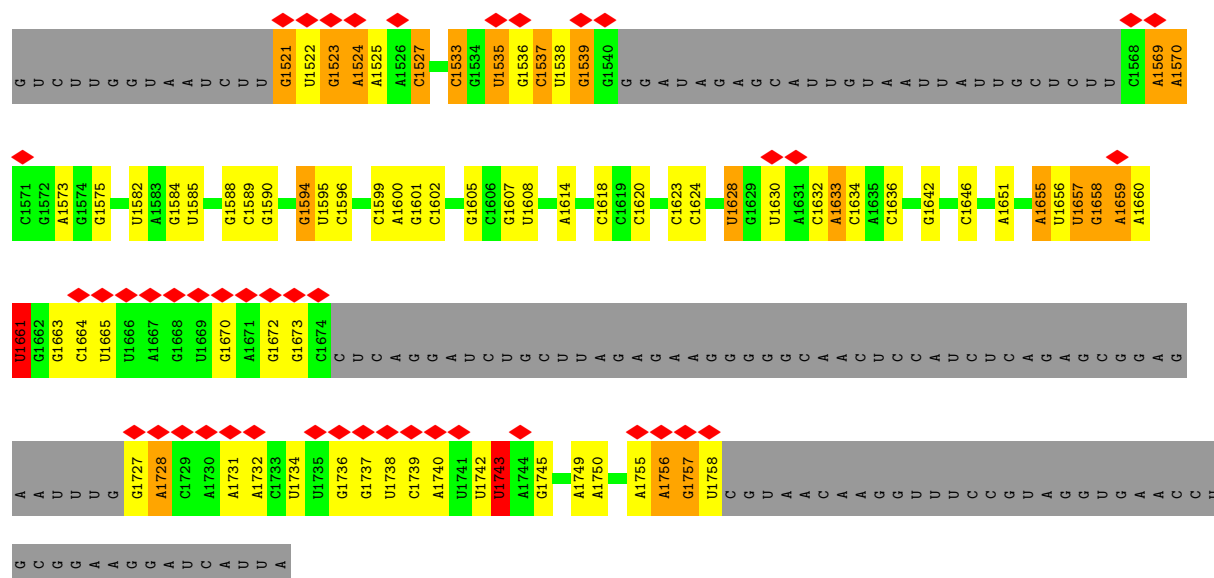 G U C U U G G U A A U C U U G1521 U1522 G1523 A1524 A1525 A1526 C1527 C1533 G1534 U1535 G1536 C1537 U1538 G1539 G1540 G G A U A G A G C A U U G U A A U U A U U G C U C U U C1568 A1569 A1570
C1571 G1572 A1573 G1574 G1575 U1582 A1583 G1584 U1585 G1588 C1589 G1590 G1594 U1595 C1596 C1599 A1600 G1601 C1602 G1605 C1606 G1607 U1608 A1614 C1618 C1619 C1620 C1623 C1624 U1628 G1629 U1630 A1631 C1632 A1633 C1634 A1635 C1636 G1642 C1646 A1651 A1655 U1656 U1657 G1658 A1659 A1660
U1661 G1662 G1663 C1664 U1665 U1666 A1667 G1668 U1669 G1670 A1671 G1672 G1673 C1674 C U C A G G A U C U G C U U A G A G A A G G G G G C A A C U C C A U C U C A G A G C G G A G
A A U U U G G1727 A1728 C1729 A1730 A1731 A1732 C1733 U1734 U1735 G1736 G1737 U1738 C1739 A1740 U1741 U1742 U1743 A1744 G1745 A1749 A1750 A1755 A1756 G1757 U1758 C G U A A C A A G G U U U C C G U A G G U G A A C C U
G C G G A A G G A U C A U U A